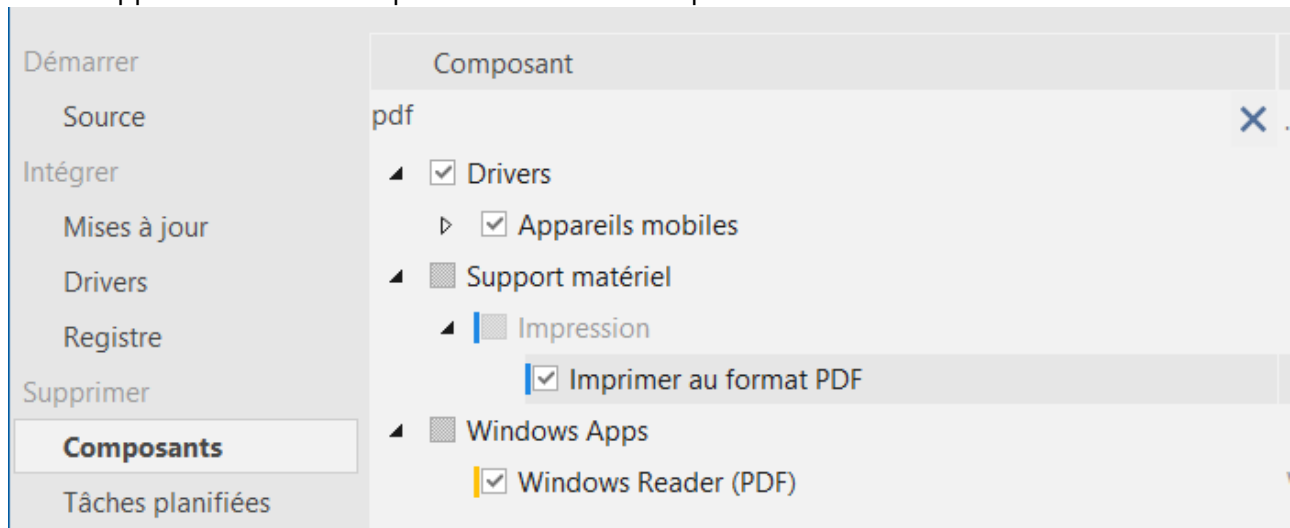 Démarrer
Composant
Source
pdf
Intégrer
Drivers
Mises à jour
Appareils mobiles
Drivers
Support matériel
Registre
Impression
Supprimer
Imprimer au format PDF
Composants
Windows Apps
Tâches planifiées
Windows Reader (PDF)